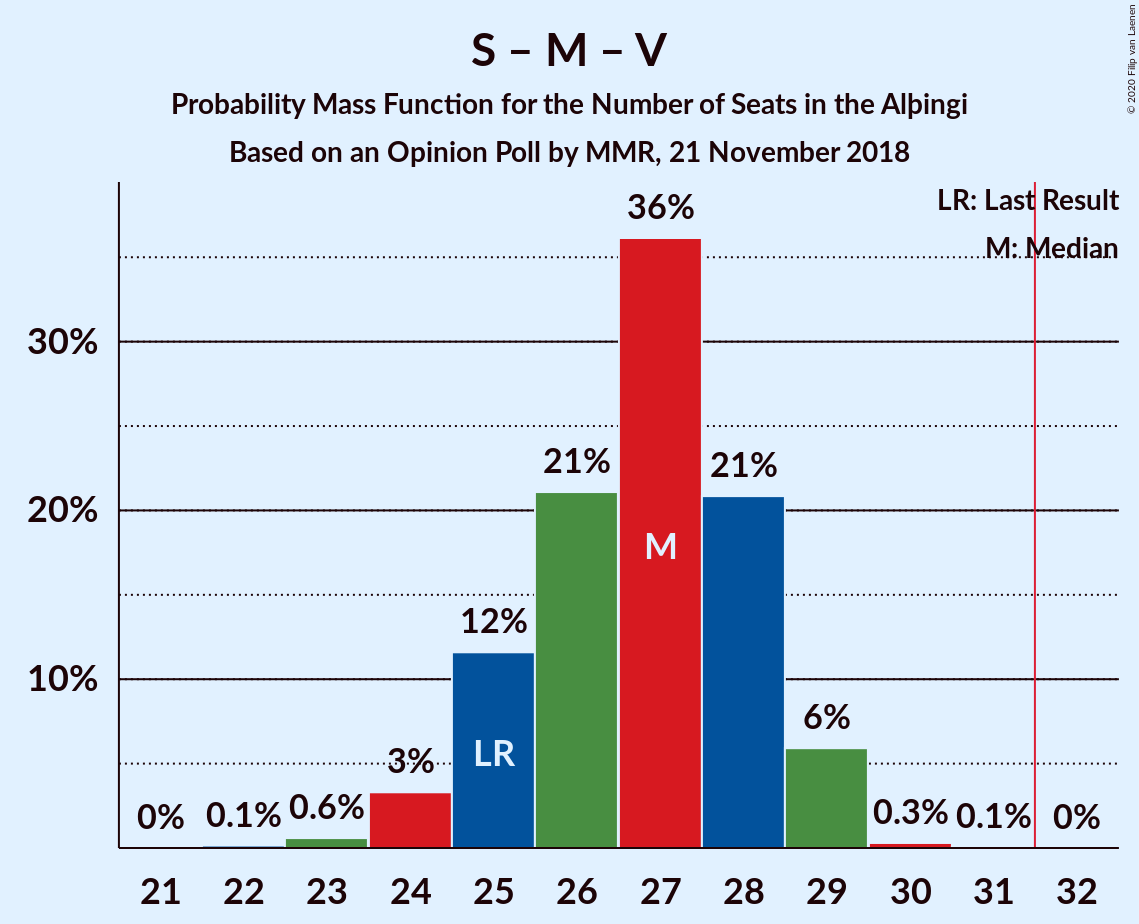 S – M – V
Probability Mass Function for the Number of Seats in the Alþingi
Based on an Opinion Poll by MMR, 21 November 2018
© 2020 Filip van Laenen
LR: Last Result
M: Median
36%
30%
21%
21%
20%
M
12%
10%
6%
3%
LR
0%
0.1%
0.6%
0.3%
0.1%
0%
21 22 23 24 25 26 27 28 29 30 31 32